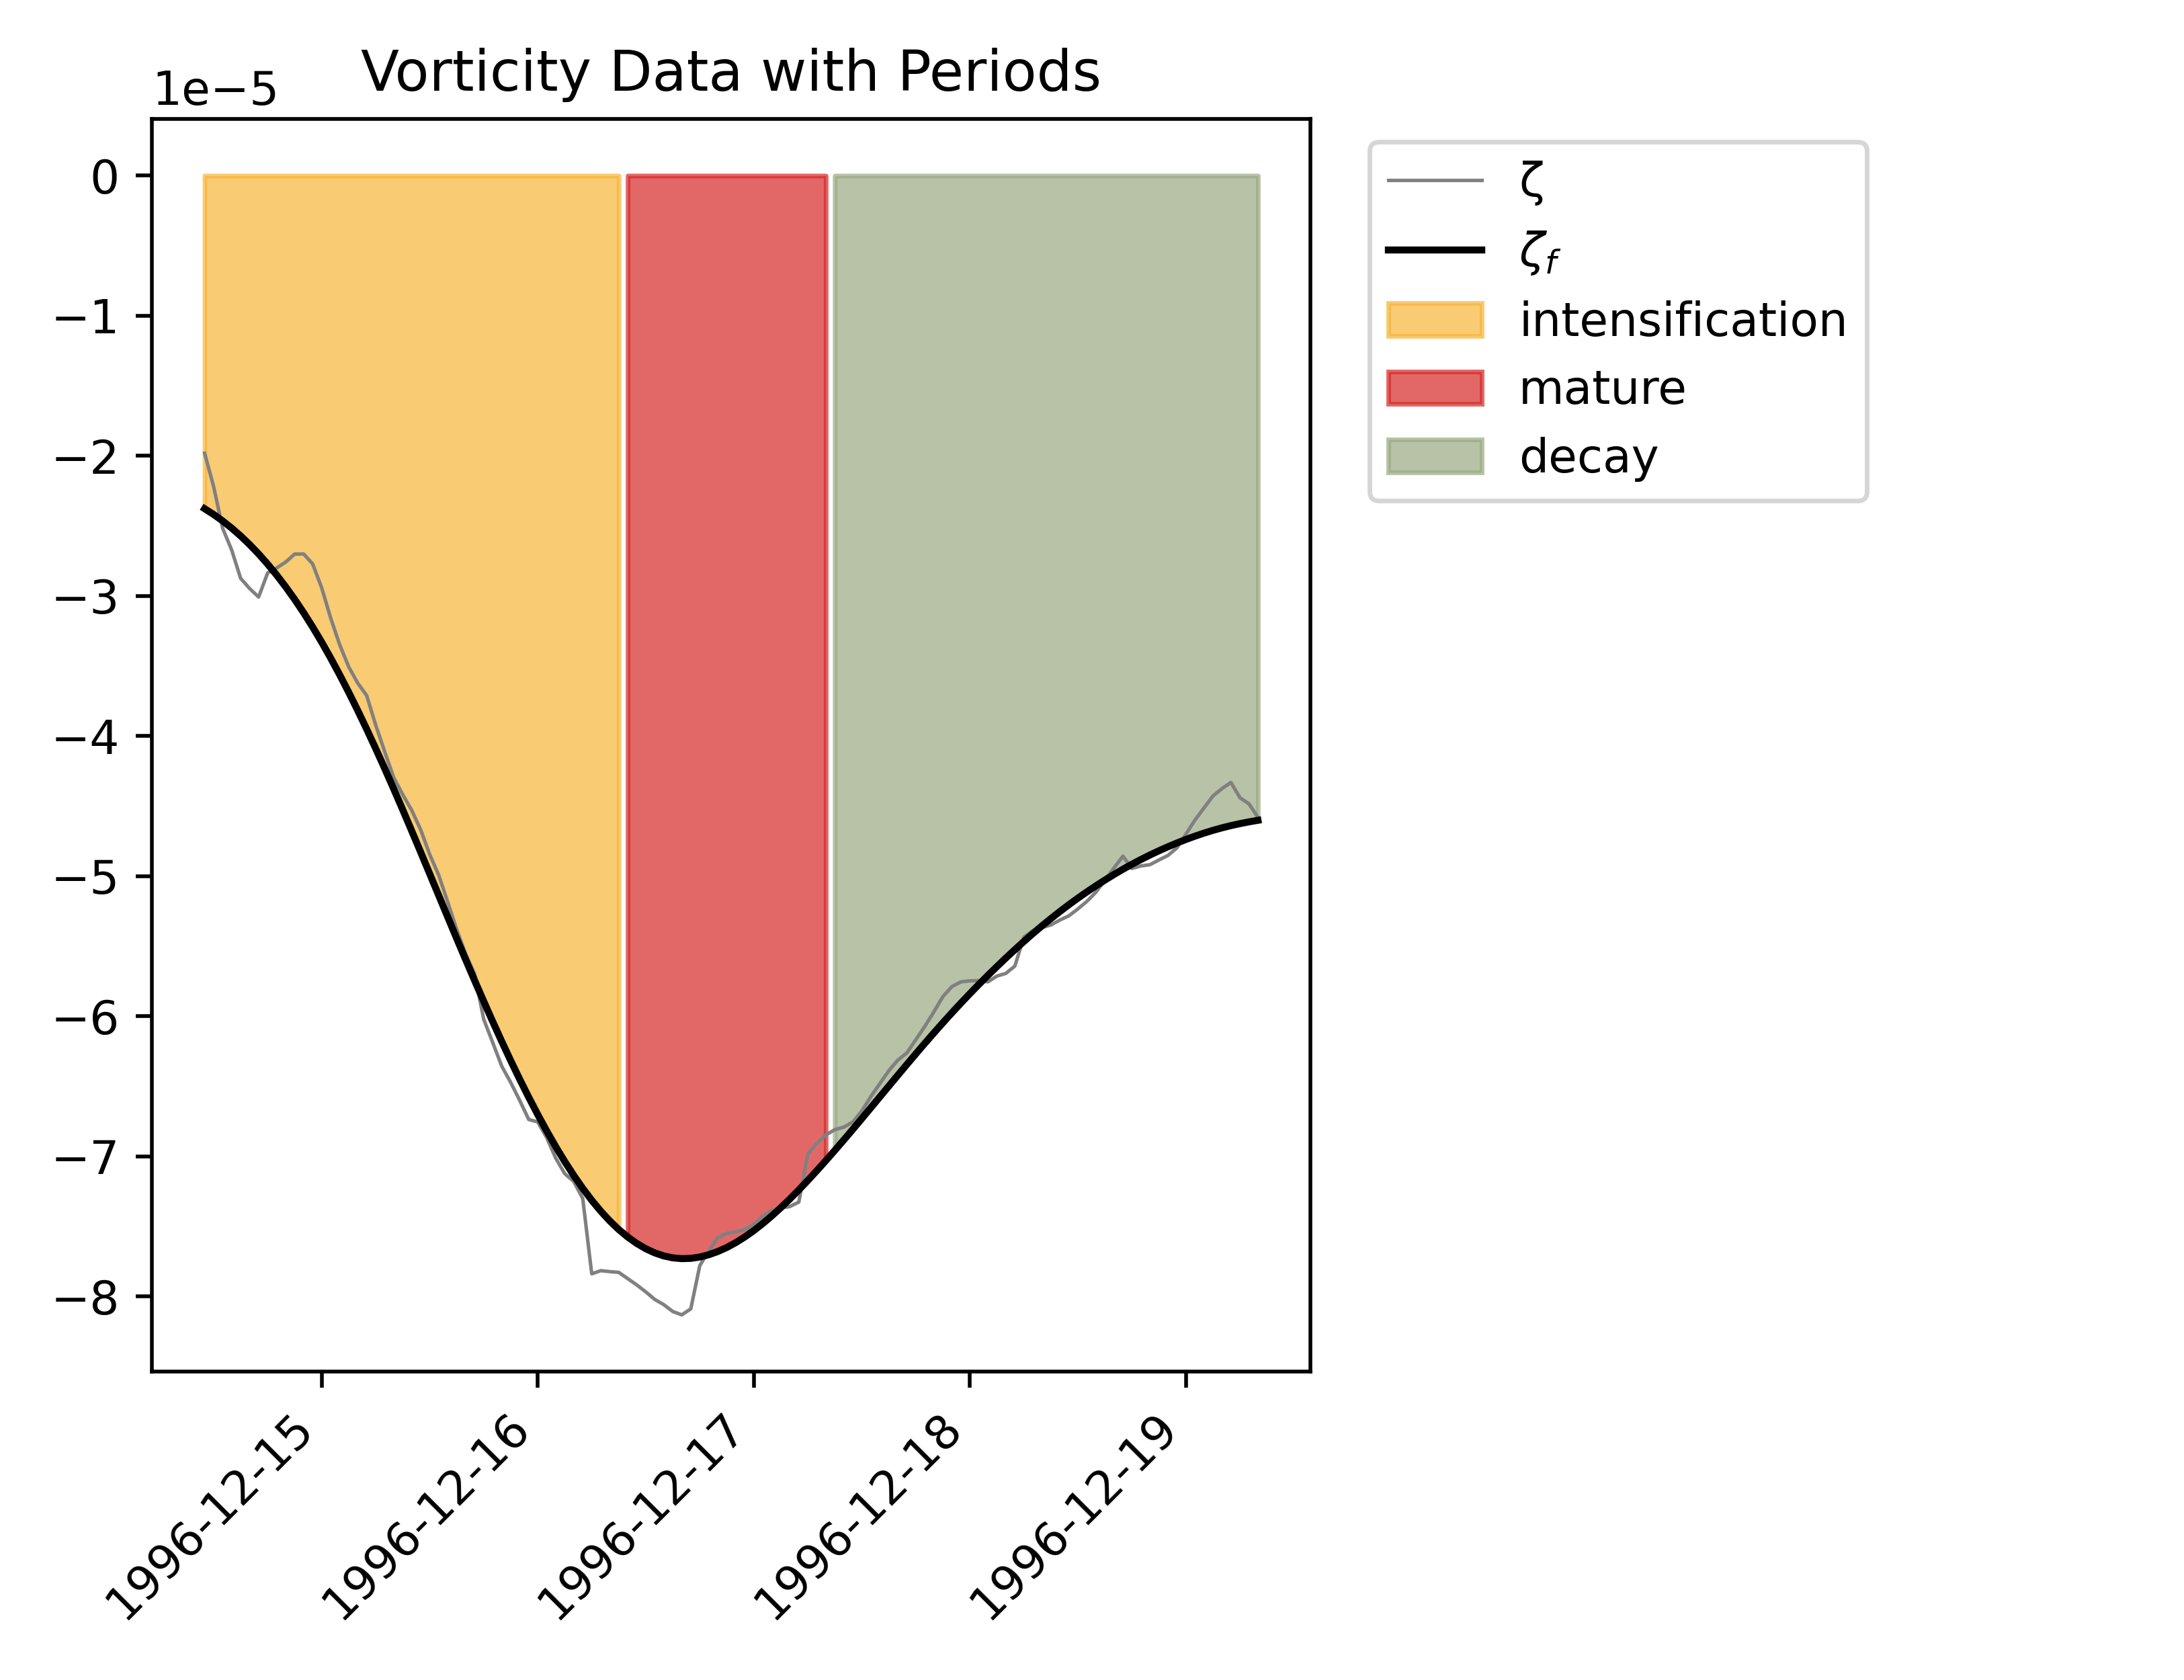 Vorticity Data with Periods
1e−5
0
−1
−2
−3
−4
−5
−6
−7
−8
1996-12-15
1996-12-16
1996-12-17
1996-12-18
1996-12-19
ζ
ζf
intensification
mature
decay